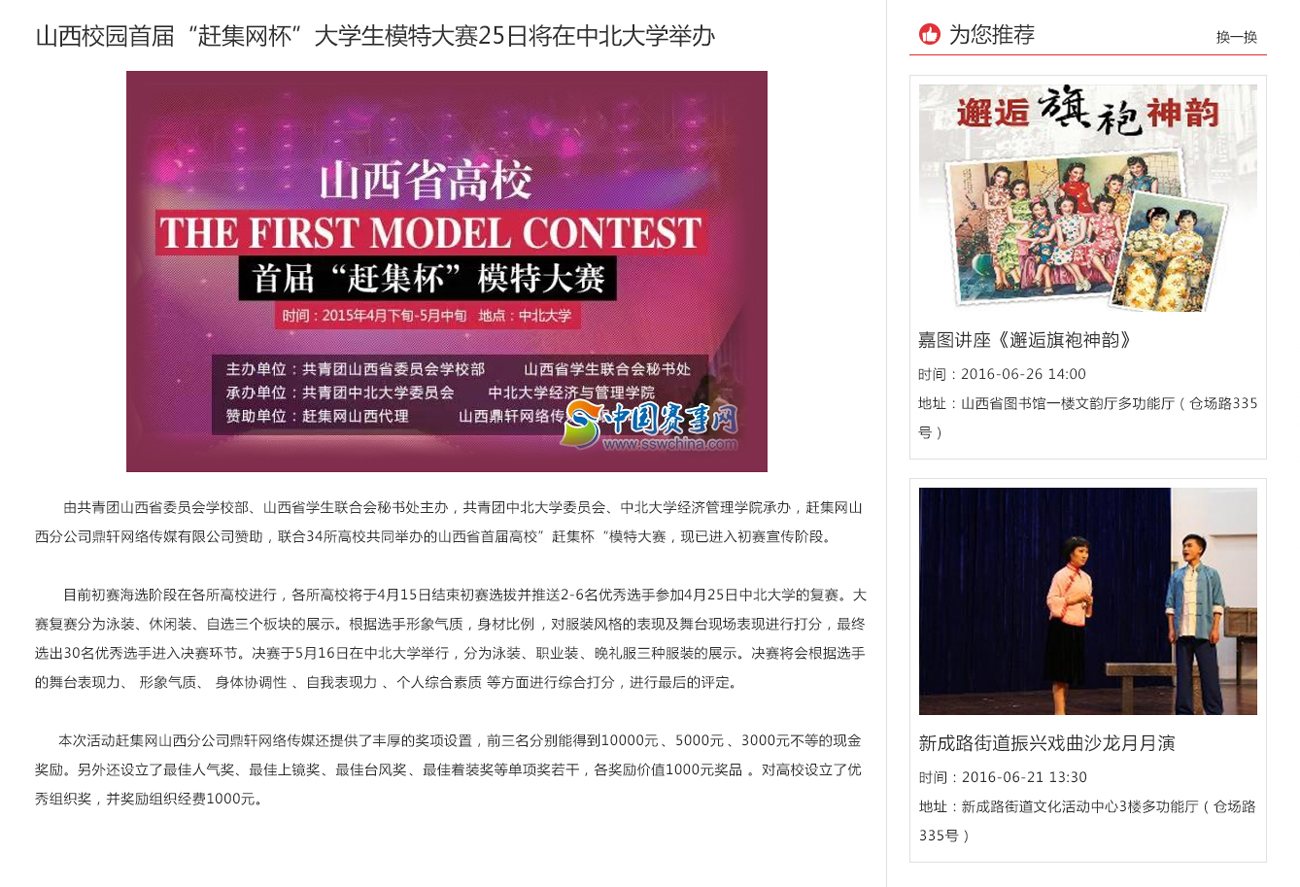 山西校园首届“赶集网杯”大学生模特大赛25日将在中北大学举办
山西省高校
THE FIRST MODEL CONTEST
首届“赶集杯”模特大赛
时间：2015年4月下旬-5月中旬 地点：中北大学
主办单位：共青团山西省委员会学校部 山西省学生联合会秘书处
承办单位：共青团中北大学委员会 中北大学经济与管理学院
赞助单位：赶集网山西代理 山西鼎轩网络传
中国赛事网
www.sswchina.com
由共青团山西省委员会学校部、山西省学生联合会秘书处主办，共青团中北大学委员会、中北大学经济管理学院承办，赶集网山
西分公司鼎轩网络传媒有限公司赞助，联合34所高校共同举办的山西省首届高校”赶集杯“模特大赛，现已进入初赛宣传阶段。
目前初赛海选阶段在各所高校进行，各所高校将于4月15日结束初赛选拔并推送2-6名优秀选手参加4月25日中北大学的复赛。大
赛复赛分为泳装、休闲装、自选三个板块的展示。根据选手形象气质，身材比例 ，对服装风格的表现及舞台现场表现进行打分，最终
选出30名优秀选手进入决赛环节。决赛于5月16日在中北大学举行，分为泳装、职业装、晚礼服三种服装的展示。决赛将会根据选手
的舞台表现力、 形象气质、 身体协调性 、自我表现力 、个人综合素质 等方面进行综合打分，进行最后的评定。
本次活动赶集网山西分公司鼎轩网络传媒还提供了丰厚的奖项设置，前三名分别能得到10000元、5000元 、3000元不等的现金
奖励。另外还设立了最佳人气奖、最佳上镜奖、最佳台风奖、最佳着装奖等单项奖若干，各奖励价值1000元奖品 。对高校设立了优
秀组织奖，并奖励组织经费1000元。
为您推荐 换一换
邂逅旗袍神韵
嘉图讲座《邂逅旗袍神韵》
时间：2016-06-26 14:00
地址：山西省图书馆一楼文韵厅多功能厅（仓场路335
号）
新成路街道振兴戏曲沙龙月月演
时间：2016-06-21 13:30
地址：新成路街道文化活动中心3楼多功能厅（仓场路
335号）